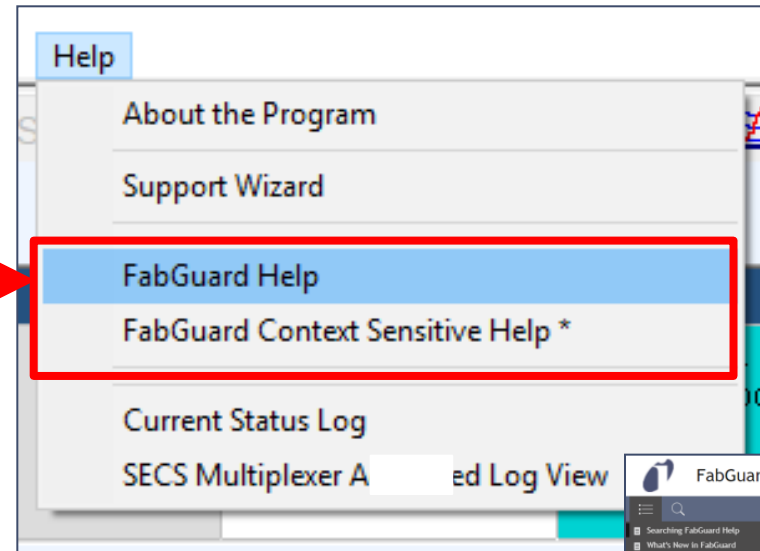 Help
About the Program
Support Wizard
FabGuard Help
FabGuard Context Sensitive Help *
Current Status Log
SECS Multiplexer A ed Log View
FabGuar
Searching FabGuard Help
What's New in FabGuard